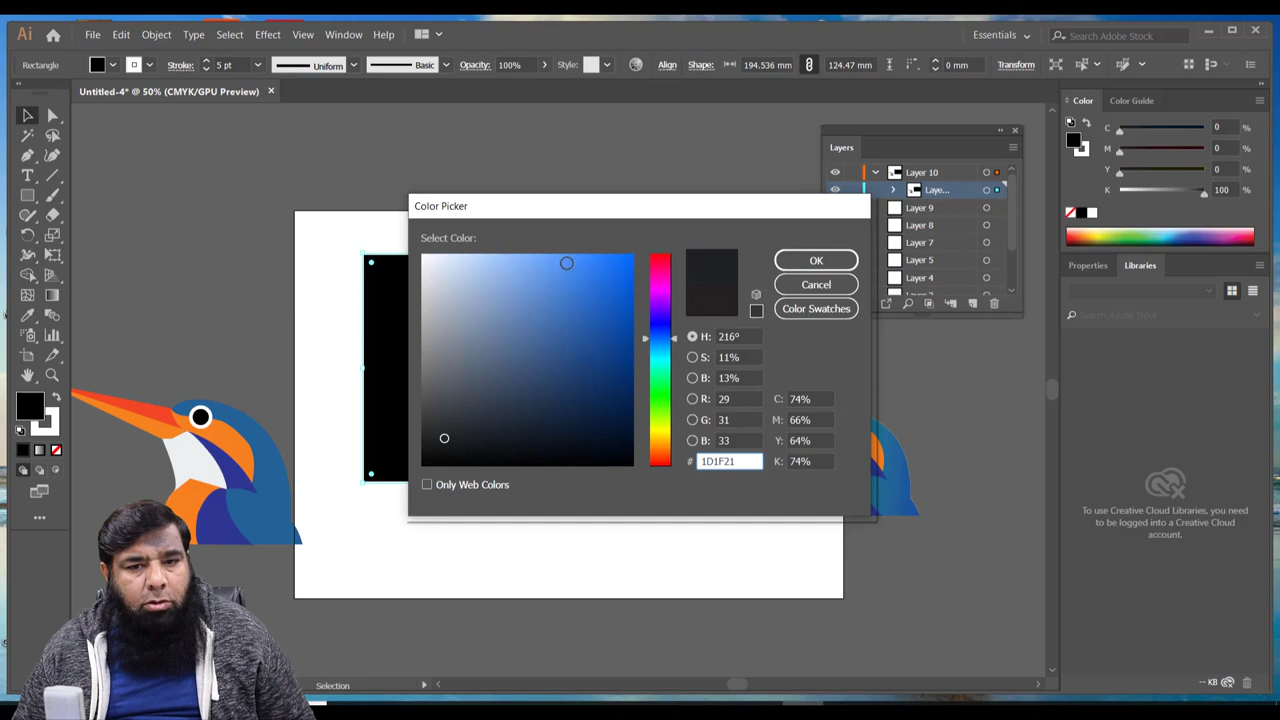 Ai File Edit Object Type Select Effect View Window Help Essentials Search Adobe Stock
Rectangle Stroke: 5 pt Uniform Basic Opacity: 100% Style: Align Shape: 194.536 mm 124.47 mm 0 mm Transform
Untitled-4* @ 50% (CMYK/GPU Preview)
Color Color Guide
C 0 %
M 0 %
Y 0 %
K 100 %
Layers
Layer 10
Laye...
Layer 9
Layer 8
Layer 7
Layer 5
Layer 4
Color Picker
Select Color:
OK
Cancel
Color Swatches
H: 216°
S: 11%
B: 13%
R: 29 C: 74%
G: 31 M: 66%
B: 33 Y: 64%
# 1D1F21 K: 74%
Only Web Colors
Properties Libraries
Search Adobe Stock
To use Creative Cloud Libraries, you need
to be logged into a Creative Cloud
account.
Selection
-- KB